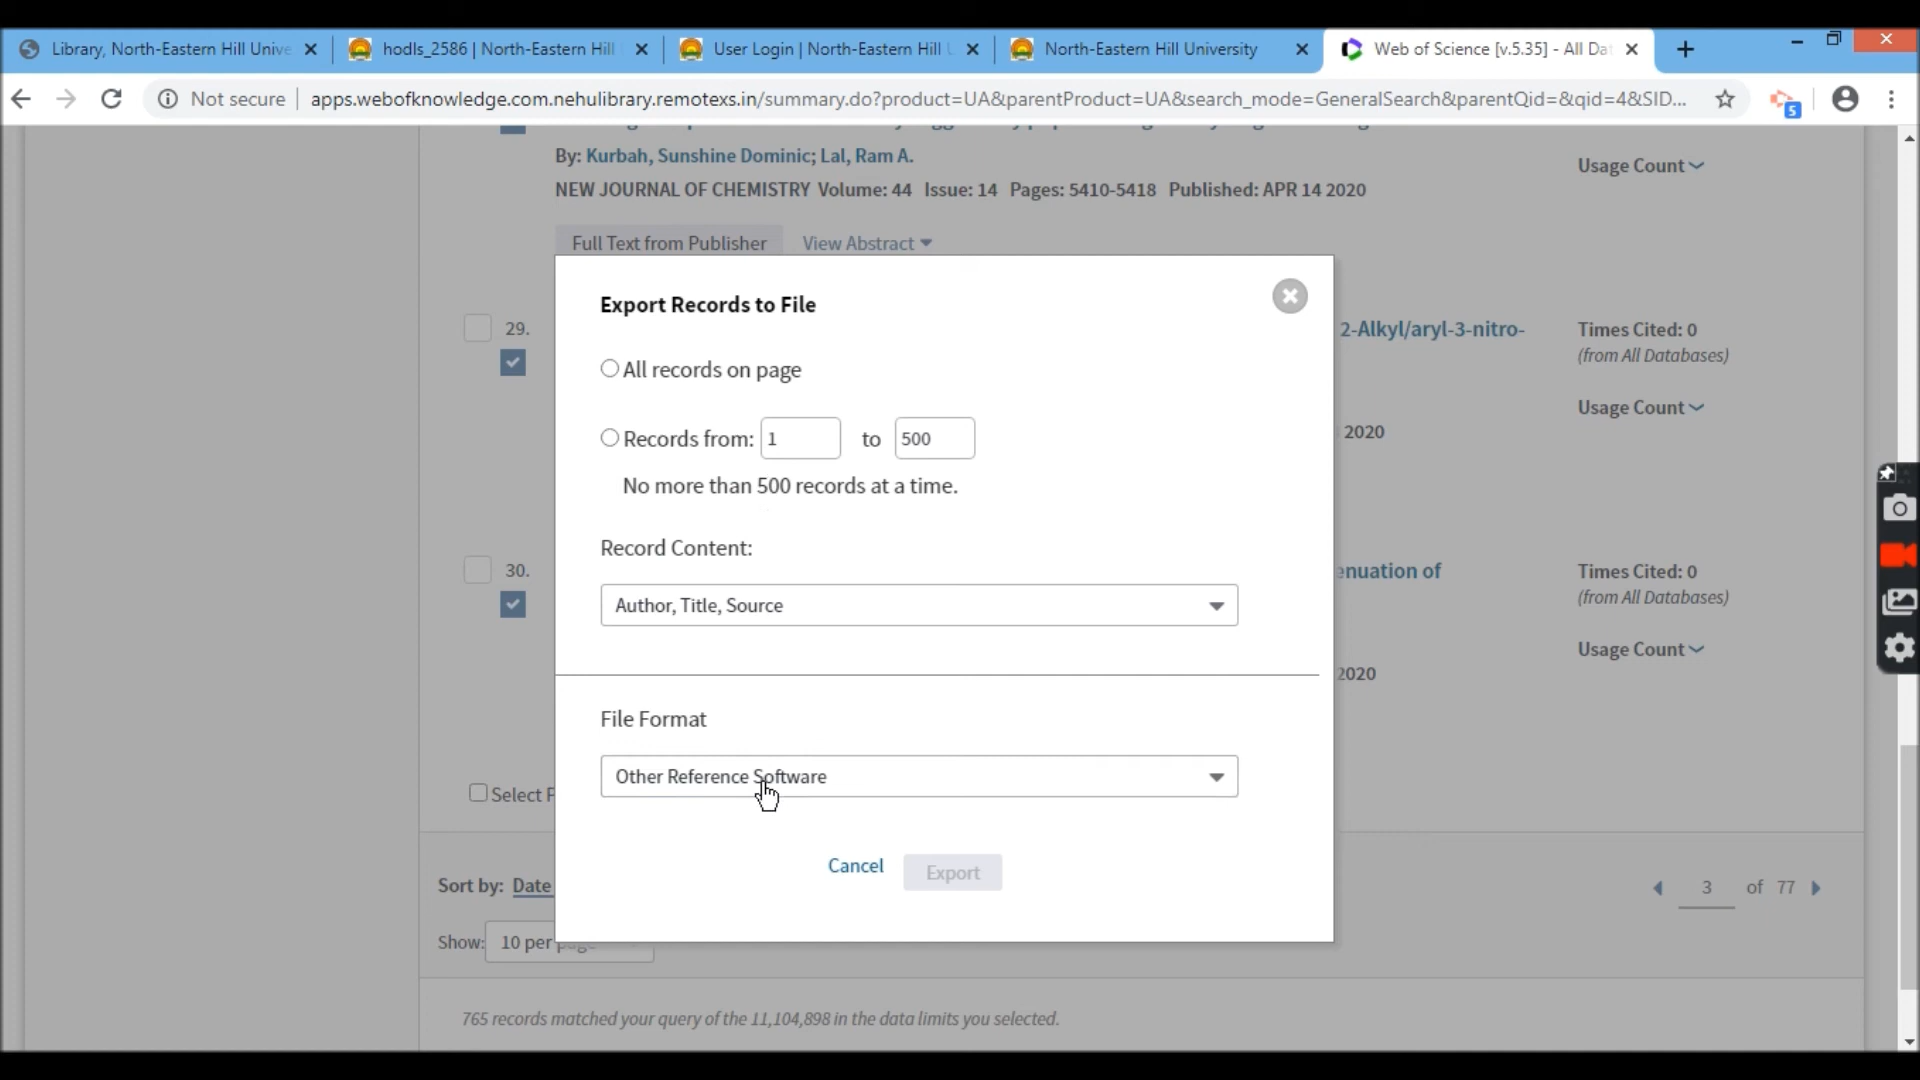 Library, North-Eastern Hill Unive
hodls_2586 | North-Eastern Hill
User Login | North-Eastern Hill U
North-Eastern Hill University
Web of Science [v.5.35] - All Dat
Not secure
apps.webofknowledge.com.nehulibrary.remotexs.in/summary.do?product=UA&parentProduct=UA&search_mode=GeneralSearch&parentQid=&qid=4&SID...
5
By: Kurbah, Sunshine Dominic; Lal, Ram A.
Usage Count
NEW JOURNAL OF CHEMISTRY Volume: 44 Issue: 14 Pages: 5410-5418 Published: APR 14 2020
Full Text from Publisher View Abstract
Export Records to File
29.
2-Alkyl/aryl-3-nitro-
Times Cited: 0
(from All Databases)
All records on page
Usage Count
2020
Records from: 1 to 500
No more than 500 records at a time.
Record Content:
30.
enuation of
Times Cited: 0
(from All Databases)
Author, Title, Source
Usage Count
2020
File Format
Other Reference Software
Select P
Cancel Export
Sort by: Date
3 of 77
Show: 10 per page
765 records matched your query of the 11,104,898 in the data limits you selected.